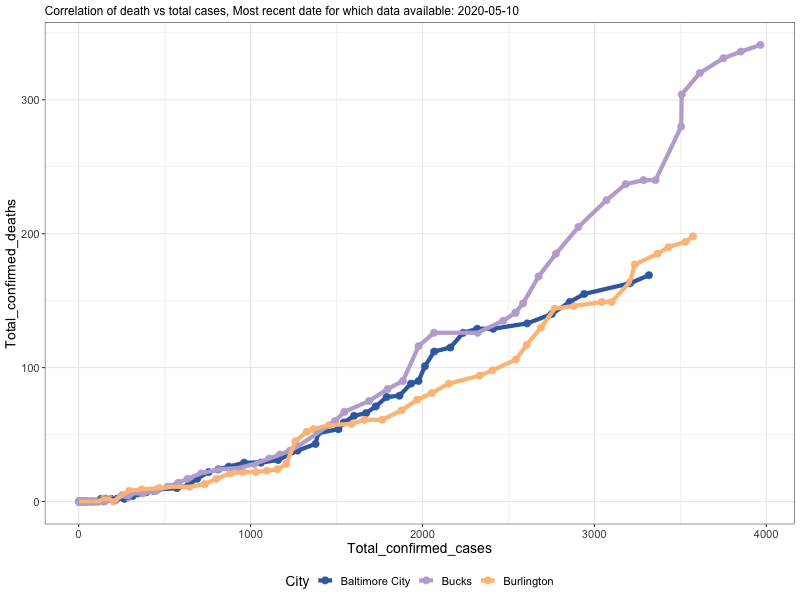 Correlation of death vs total cases, Most recent date for which data available: 2020-05-10
Total_confirmed_deaths
300
200
100
0
0 1000 2000 3000 4000
Total_confirmed_cases
City Baltimore City Bucks Burlington